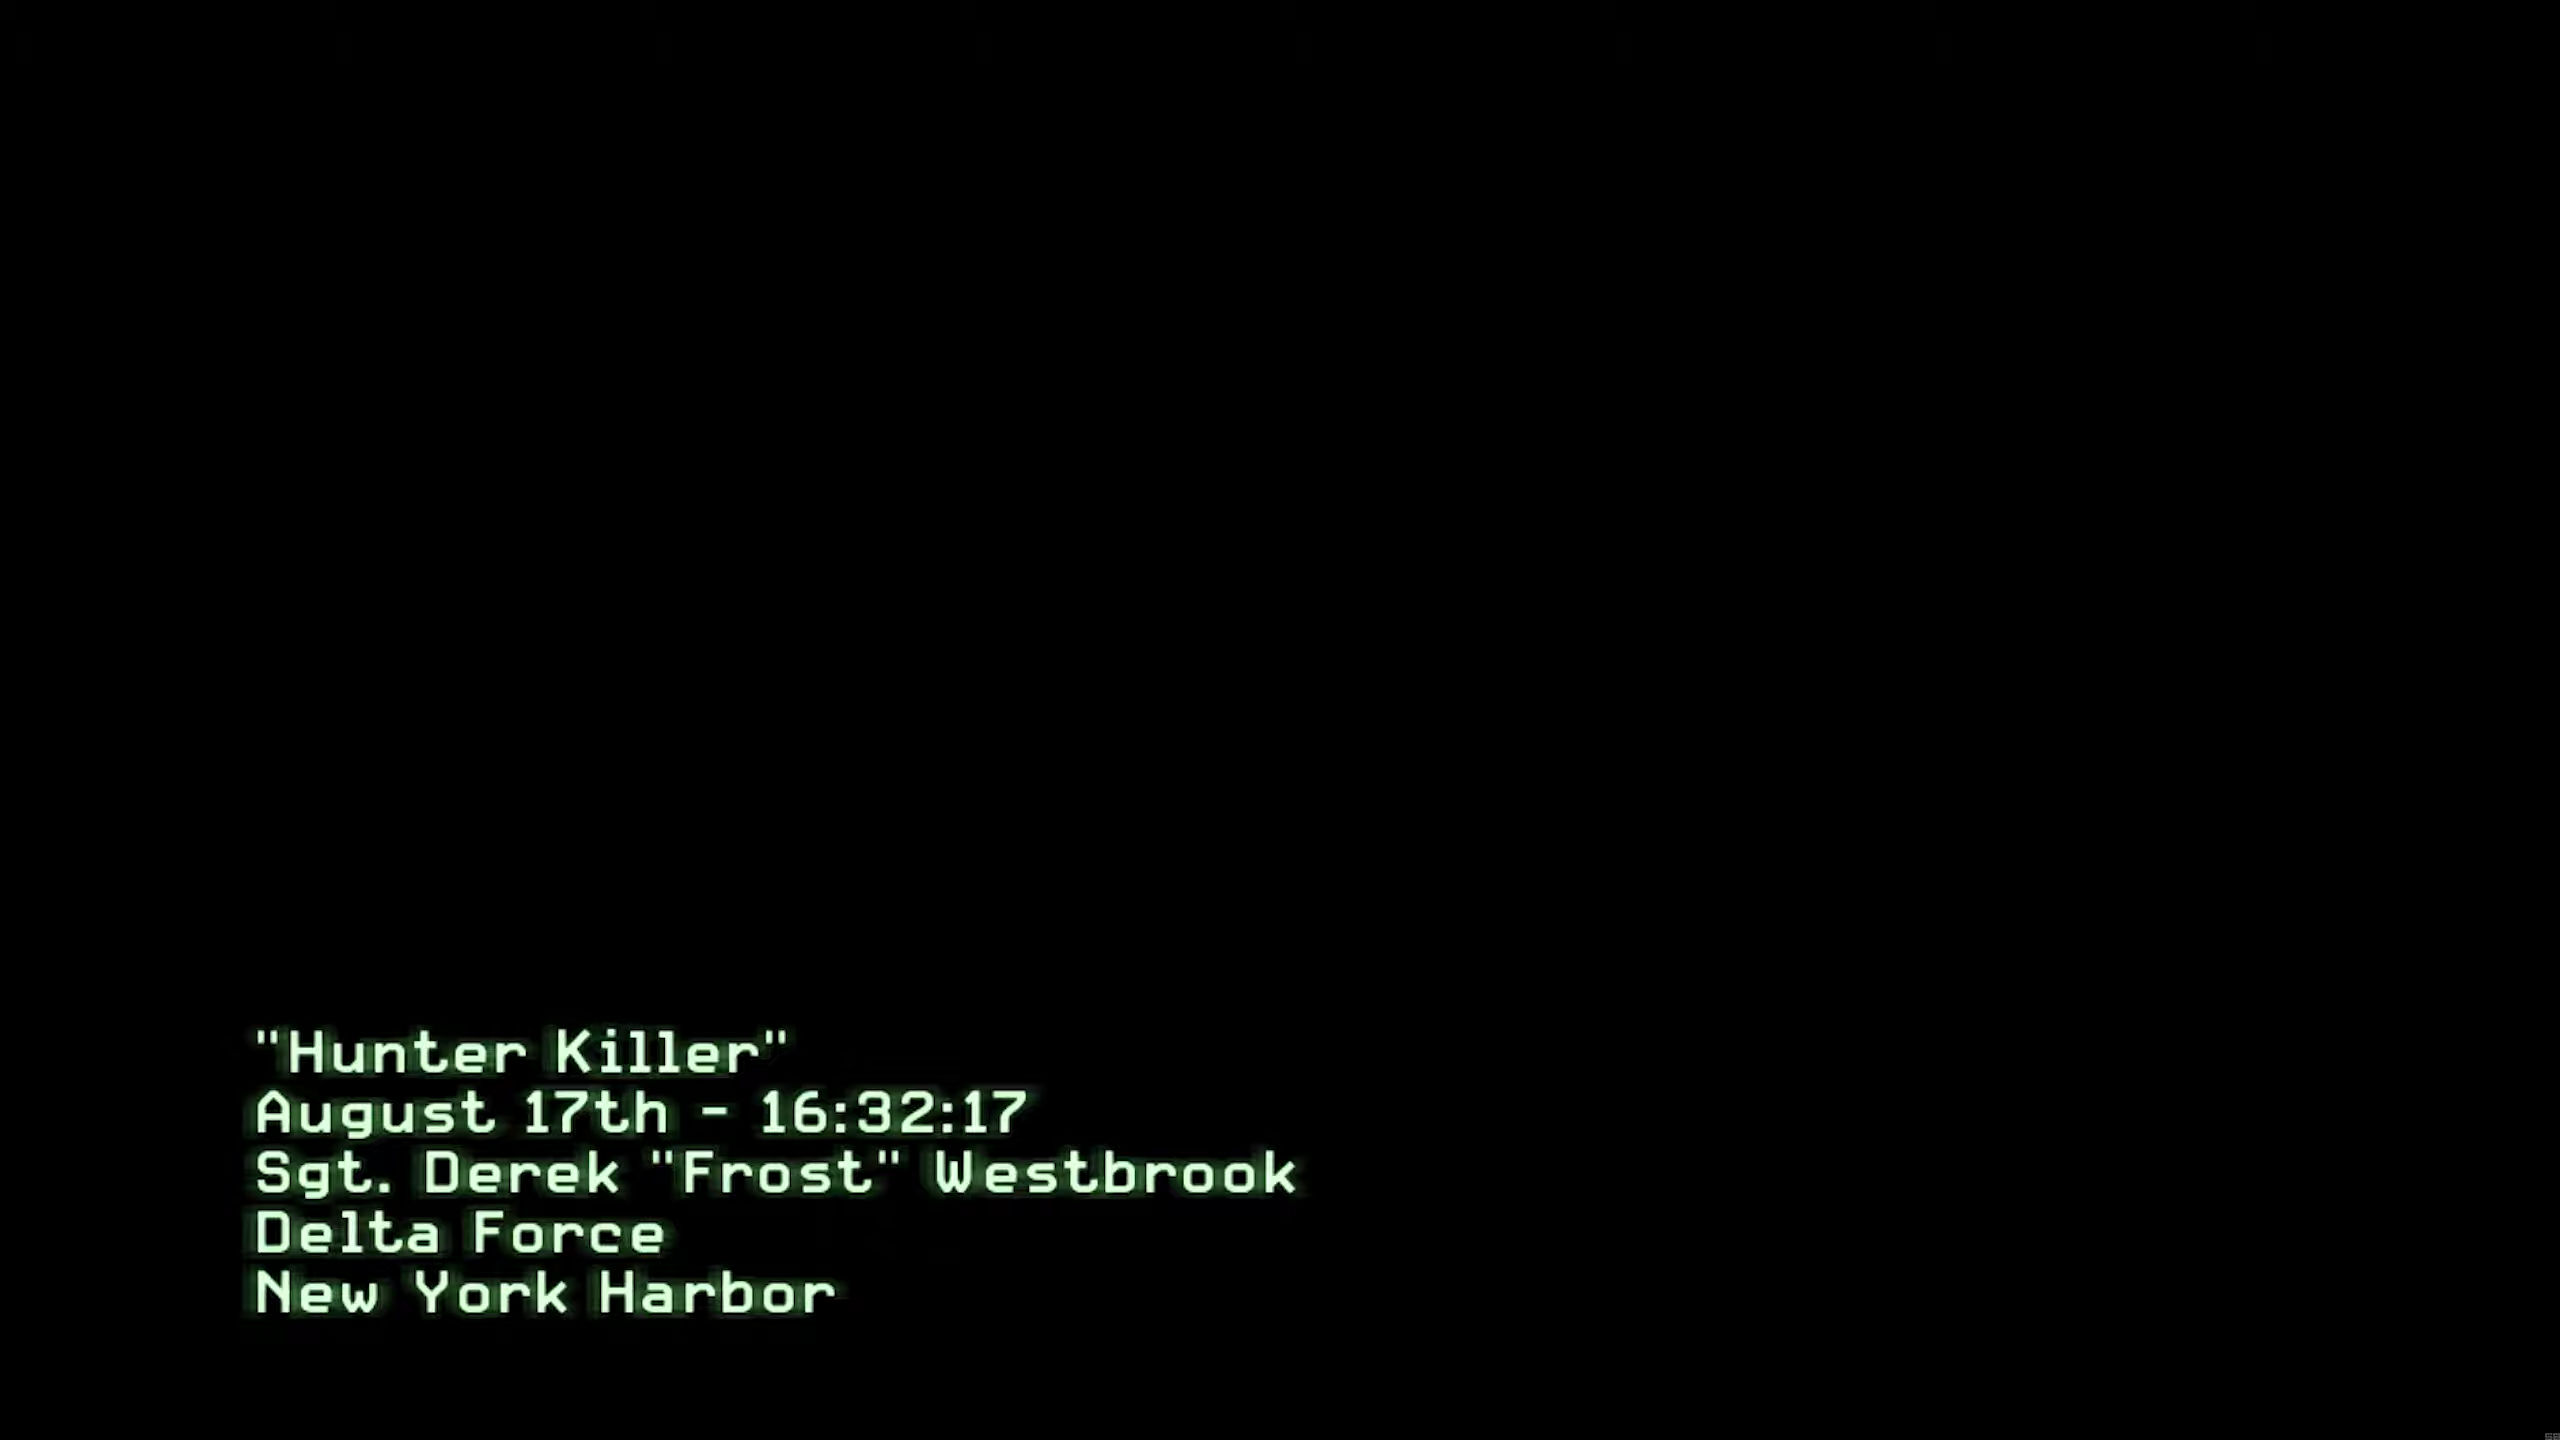 "Hunter Killer"
August 17th - 16:32:17
Sgt. Derek "Frost" Westbrook
Delta Force
New York Harbor